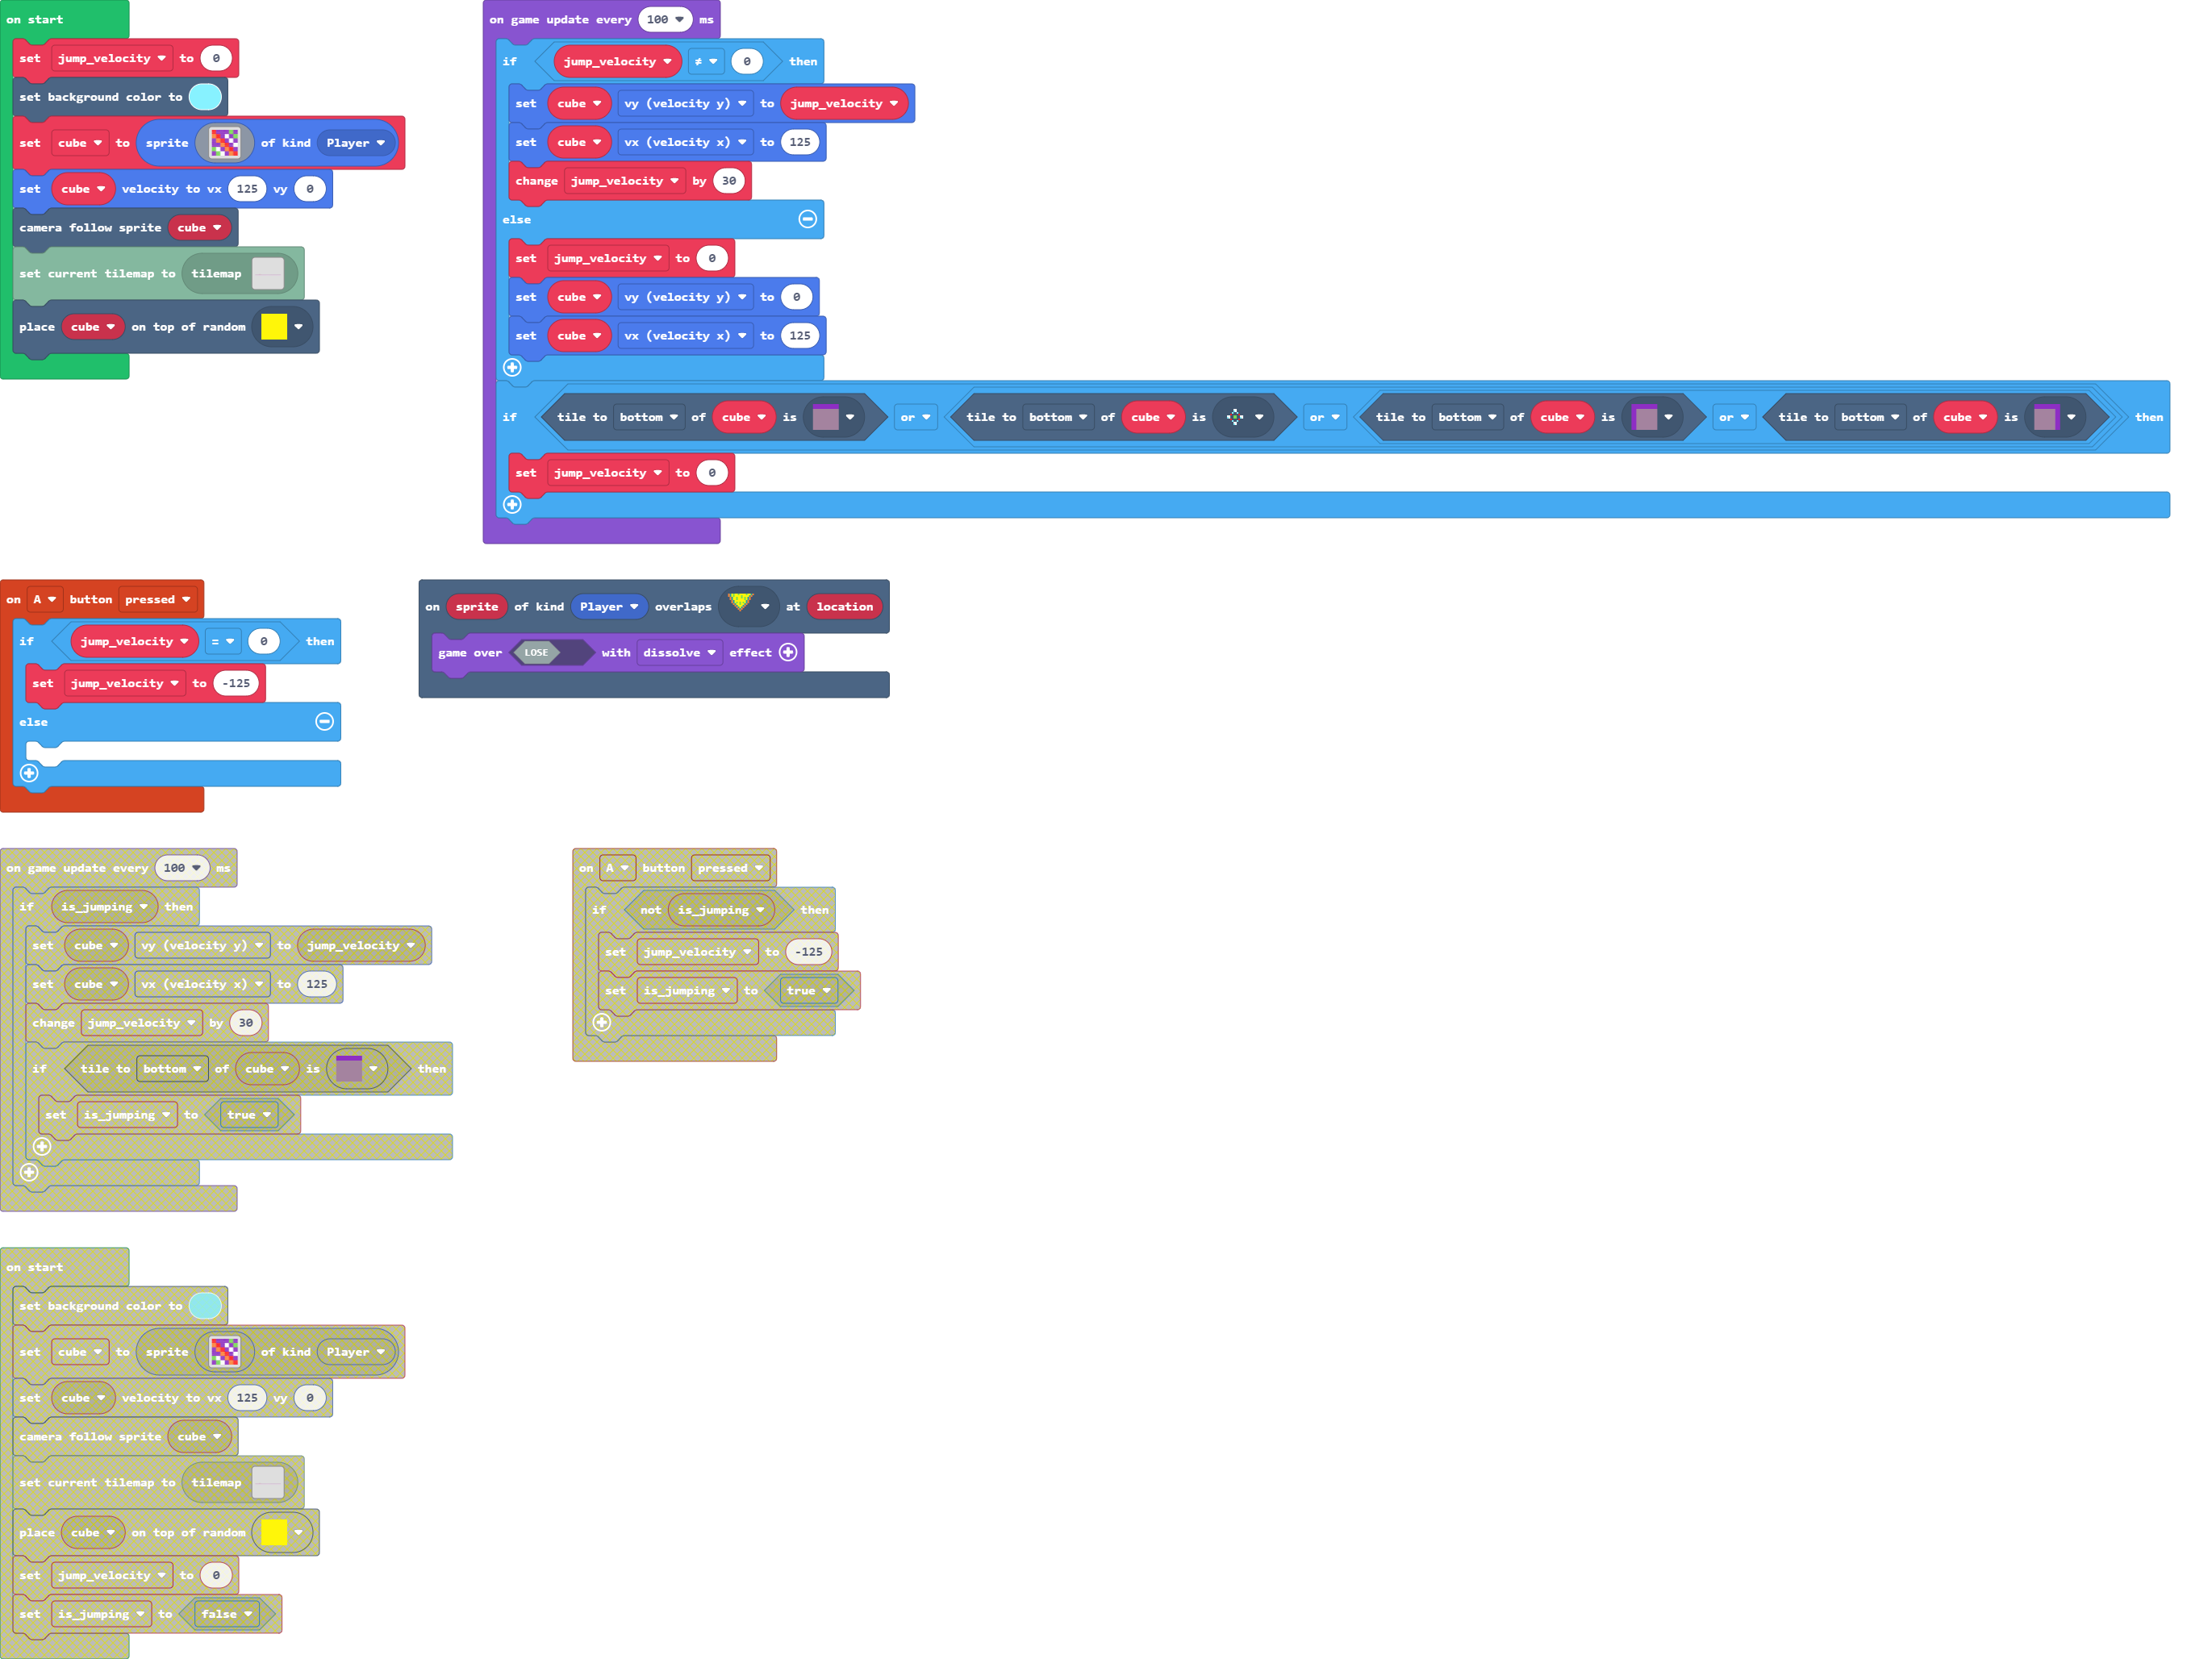 on start
set jump_velocity to 0
set background color to
set cube to sprite of kind Player
set cube velocity to vx 125 vy 0
camera follow sprite cube
set current tilemap to tilemap
place cube on top of random
on game update every 100 ms
if jump_velocity ≠ 0 then
set cube vy (velocity y) to jump_velocity
set cube vx (velocity x) to 125
change jump_velocity by 30
else
set jump_velocity to 0
set cube vy (velocity y) to 0
set cube vx (velocity x) to 125
if tile to bottom of cube is or tile to bottom of cube is or tile to bottom of cube is or tile to bottom of cube is then
set jump_velocity to 0
on A button pressed
if jump_velocity = 0 then
set jump_velocity to -125
else
on sprite of kind Player overlaps at location
game over LOSE with dissolve effect
on game update every 100 ms
if is_jumping then
set cube vy (velocity y) to jump_velocity
set cube vx (velocity x) to 125
change jump_velocity by 30
if tile to bottom of cube is then
set is_jumping to true
on A button pressed
if not is_jumping then
set jump_velocity to -125
set is_jumping to true
on start
set background color to
set cube to sprite of kind Player
set cube velocity to vx 125 vy 0
camera follow sprite cube
set current tilemap to tilemap
place cube on top of random
set jump_velocity to 0
set is_jumping to false